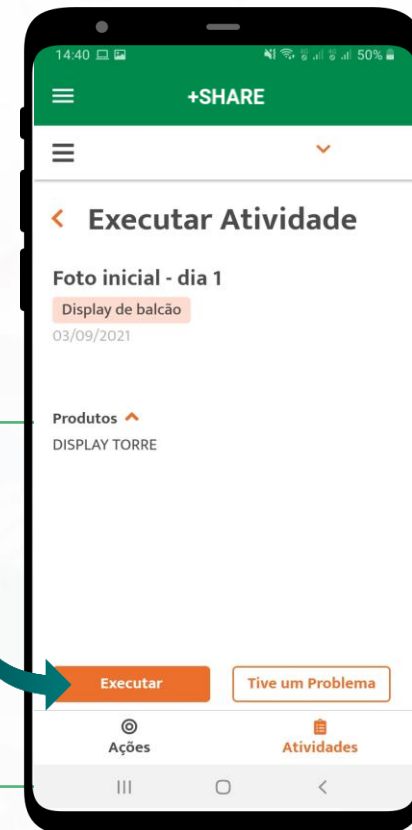 14:40 50%
+SHARE
Executar Atividade
Foto inicial - dia 1
Display de balcão
03/09/2021
Produtos
DISPLAY TORRE
Executar Tive um Problema
Ações Atividades